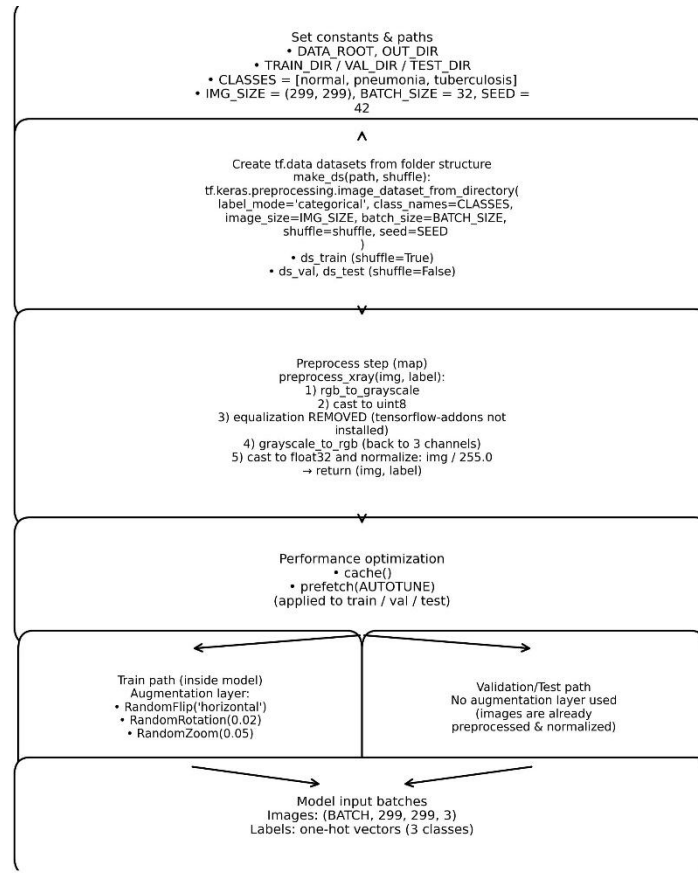 Set constants & paths
• DATA_ROOT, OUT_DIR
• TRAIN_DIR / VAL_DIR / TEST_DIR
• CLASSES = [normal, pneumonia, tuberculosis]
• IMG_SIZE = (299, 299), BATCH_SIZE = 32, SEED =
42
Create tf.data datasets from folder structure
make_ds(path, shuffle):
tf.keras.preprocessing.image_dataset_from_directory(
label_mode='categorical', class_names=CLASSES,
image_size=IMG_SIZE, batch_size=BATCH_SIZE,
shuffle=shuffle, seed=SEED
)
• ds_train (shuffle=True)
• ds_val, ds_test (shuffle=False)
Preprocess step (map)
preprocess_xray(img, label):
1) rgb_to_grayscale
2) cast to uint8
3) equalization REMOVED (tensorflow-addons not
installed)
4) grayscale_to_rgb (back to 3 channels)
5) cast to float32 and normalize: img / 255.0
→ return (img, label)
Performance optimization
• cache()
• prefetch(AUTOTUNE)
(applied to train / val / test)
Train path (inside model)
Augmentation layer:
• RandomFlip('horizontal')
• RandomRotation(0.02)
• RandomZoom(0.05)
Validation/Test path
No augmentation layer used
(images are already
preprocessed & normalized)
Model input batches
Images: (BATCH, 299, 299, 3)
Labels: one-hot vectors (3 classes)